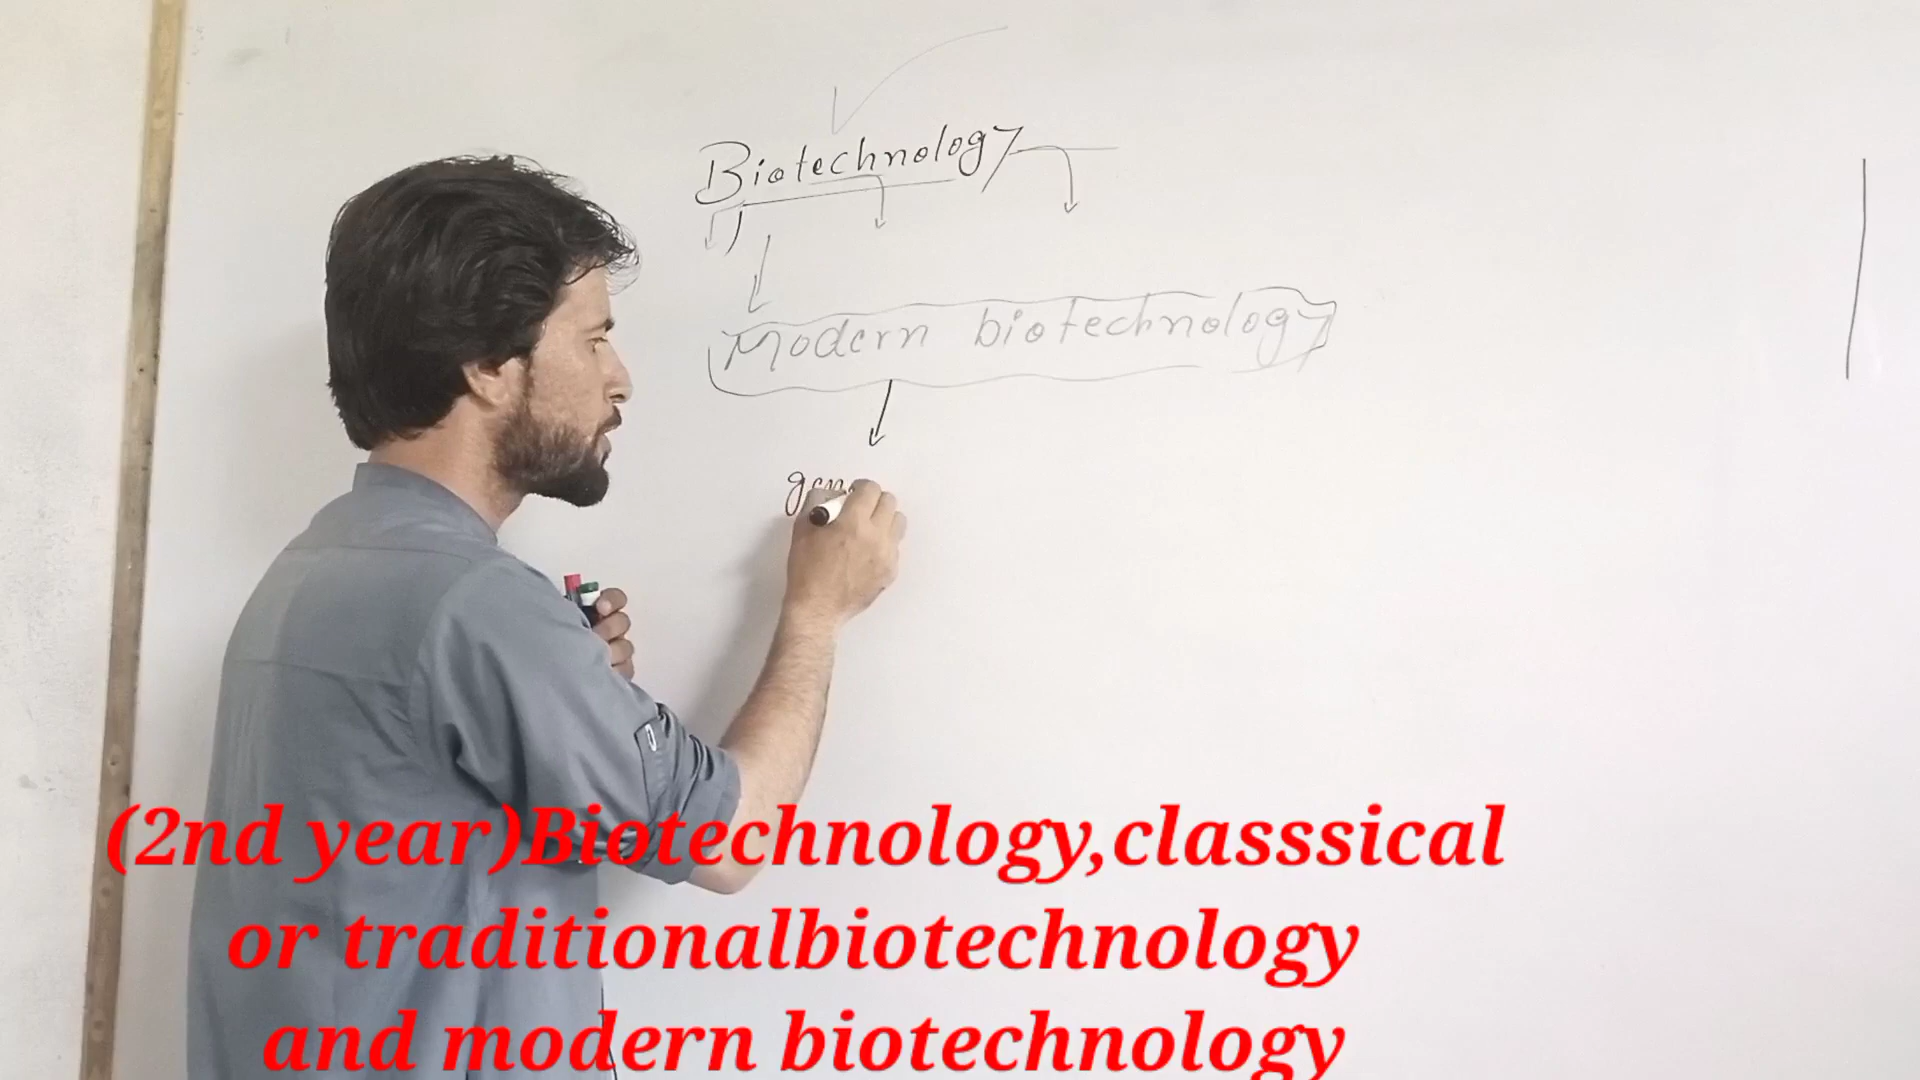 Biotechnology
Modern biotechnology
(2nd year)Biotechnology,classsical
or traditionalbiotechnology
and modern biotechnology